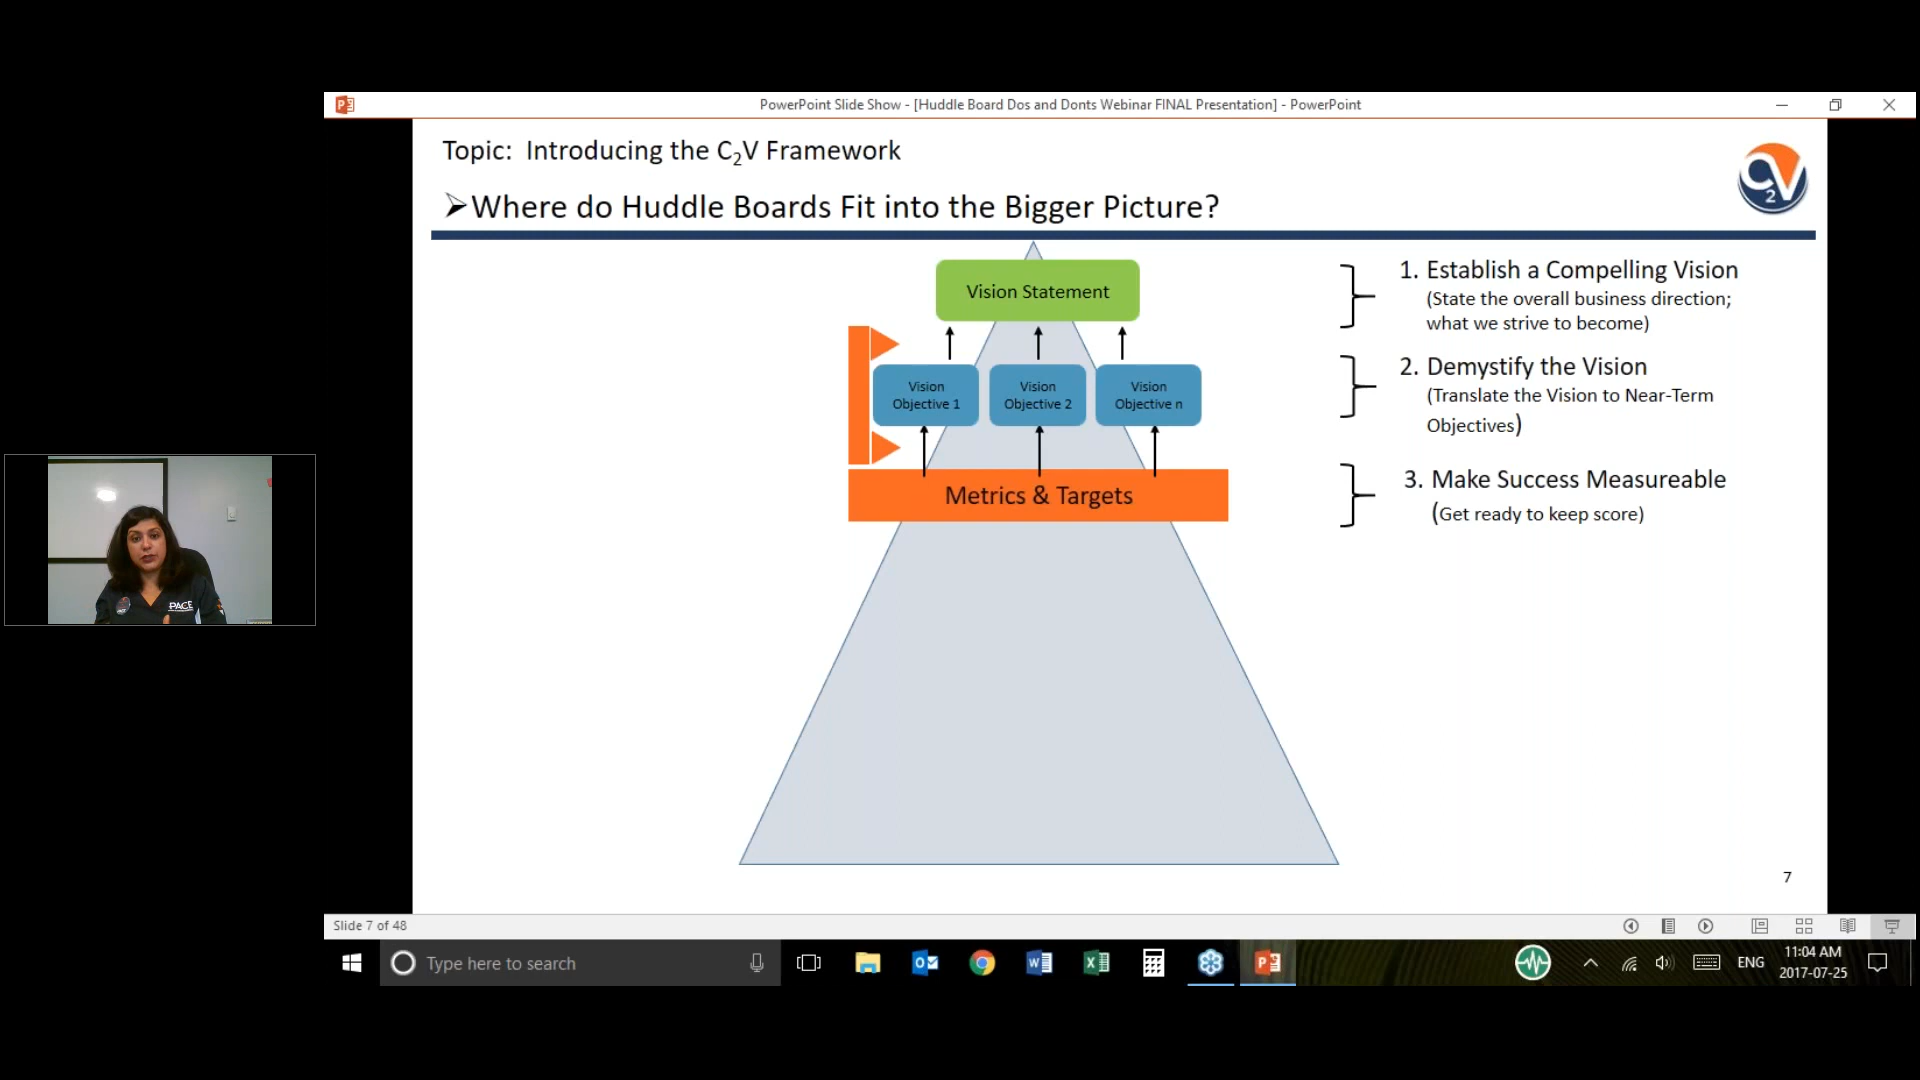 PowerPoint Slide Show - [Huddle Board Dos and Donts Webinar FINAL Presentation] - PowerPoint
Topic: Introducing the C₂V Framework
➢Where do Huddle Boards Fit into the Bigger Picture?
C2V
Vision Statement
Vision
Objective 1
Vision
Objective 2
Vision
Objective n
Metrics & Targets
1. Establish a Compelling Vision
(State the overall business direction;
what we strive to become)
2. Demystify the Vision
(Translate the Vision to Near-Term
Objectives)
3. Make Success Measureable
(Get ready to keep score)
PACE
7
Slide 7 of 48
Type here to search
ENG
11:04 AM
2017-07-25